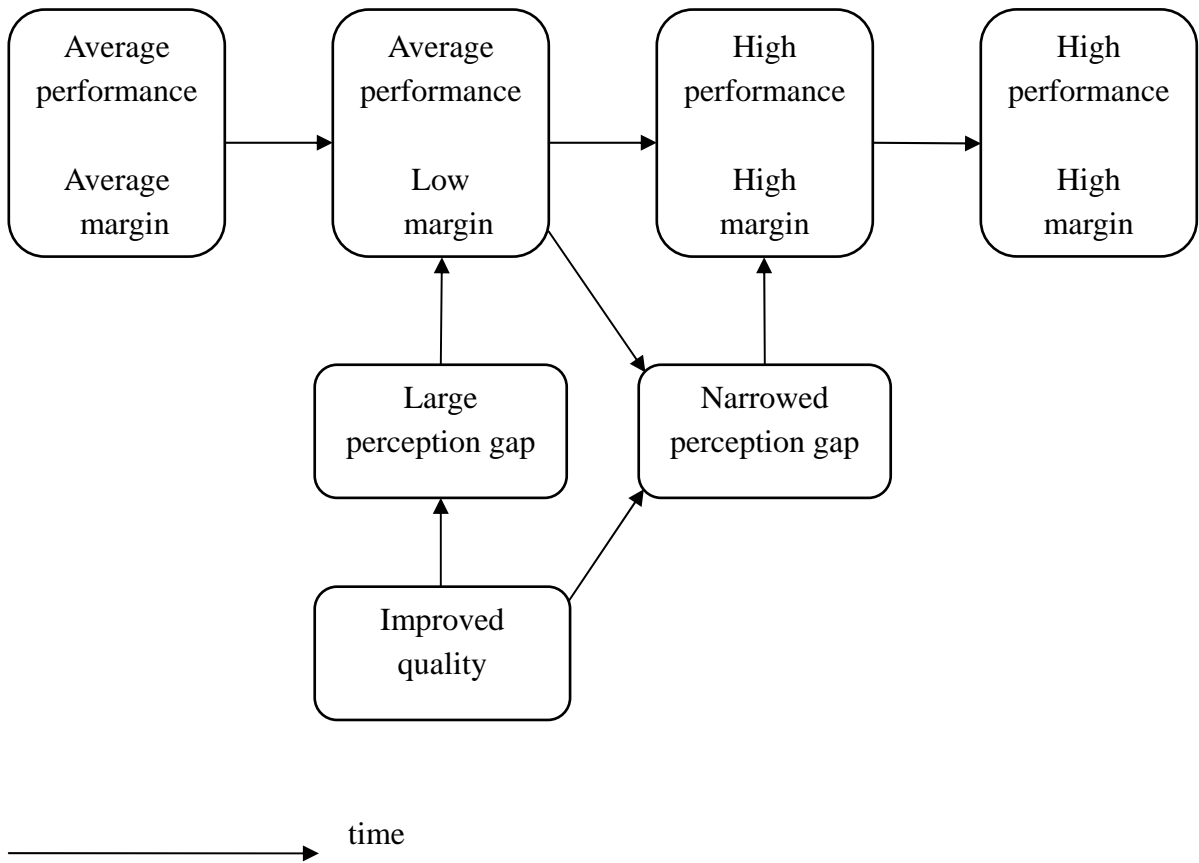 Average
performance
Average
margin
Average
performance
Low
margin
High
performance
High
margin
High
performance
High
margin
Large
perception gap
Narrowed
perception gap
Improved
quality
time